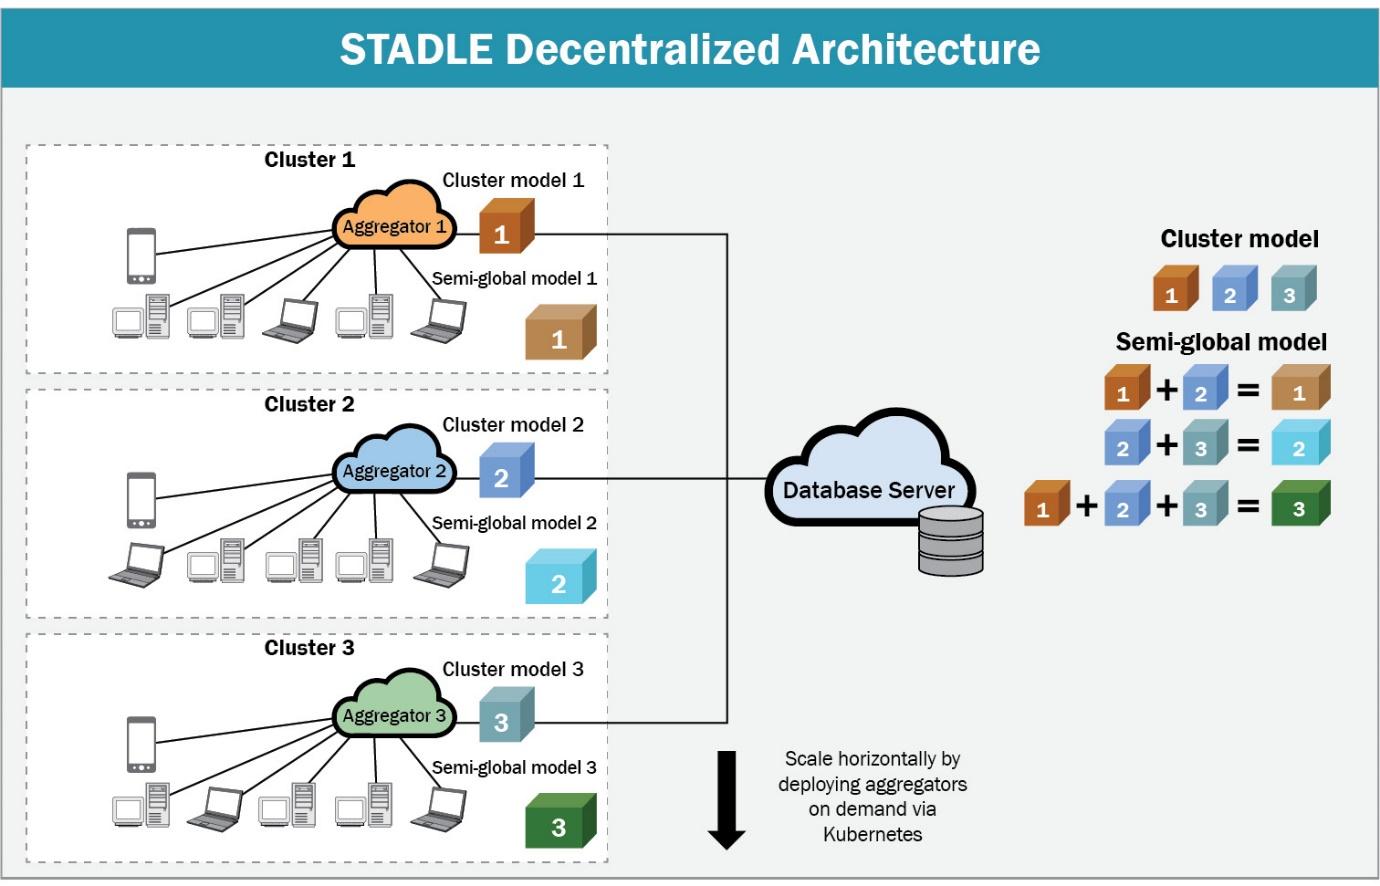 STADLE Decentralized Architecture
Cluster 1
Cluster model 1
Aggregator 1
1
Semi-global model 1
1
Cluster 2
Cluster model 2
Aggregator 2
2
Semi-global model 2
2
Cluster 3
Cluster model 3
Aggregator 3
3
Semi-global model 3
3
Database Server
Scale horizontally by
deploying aggregators
on demand via
Kubernetes
Cluster model
1 2 3
Semi-global model
1 + 2 = 1
2 + 3 = 2
1 + 2 + 3 = 3